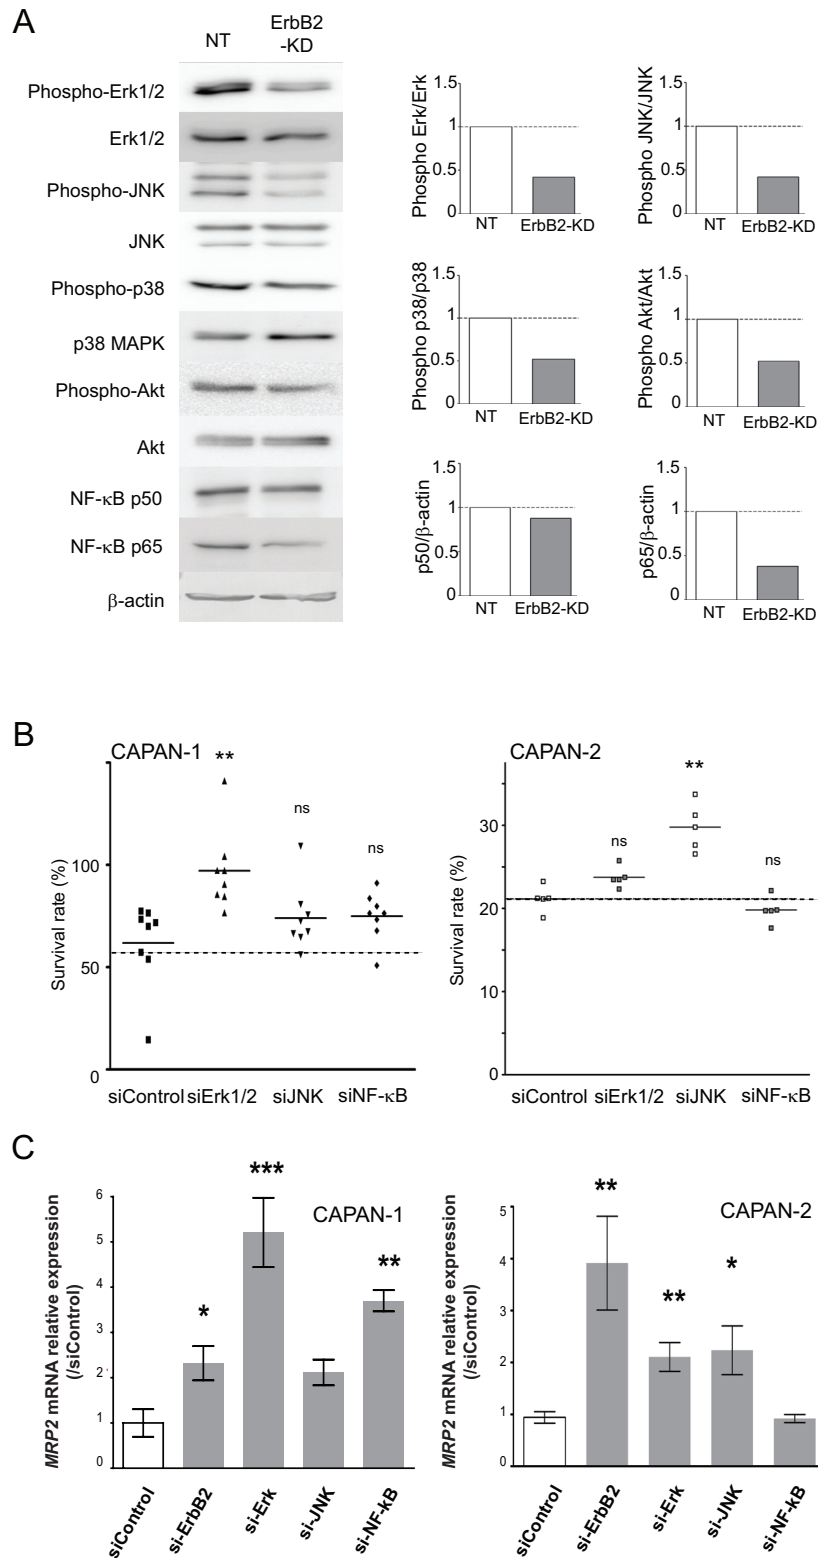 A
NT
ErbB2
-KD
Phospho-Erk1/2
Erk1/2
Phospho-JNK
JNK
Phospho-p38
p38 MAPK
Phospho-Akt
Akt
NF-κB p50
NF-κB p65
β-actin
Phospho Erk/Erk
1.5
1
0.5
0
NT ErbB2-KD
Phospho JNK/JNK
1.5
1
0.5
0
NT ErbB2-KD
Phospho p38/p38
1.5
1
0.5
0
NT ErbB2-KD
Phospho Akt/Akt
1.5
1
0.5
0
NT ErbB2-KD
p50/β-actin
1.5
1
0.5
0
NT ErbB2-KD
p65/β-actin
1.5
1
0.5
0
NT ErbB2-KD
B
CAPAN-1
**
ns
ns
Survival rate (%)
100
50
0
siControl siErk1/2 siJNK siNF-κB
CAPAN-2
ns
**
ns
Survival rate (%)
30
20
10
0
siControl siErk1/2 siJNK siNF-κB
C
CAPAN-1
MRP2 mRNA relative expression
(/siControl)
6
5
4
3
2
1
0
*
***
**
siControl
si-ErbB2
si-Erk
si-JNK
si-NF-kB
CAPAN-2
MRP2 mRNA relative expression
(/siControl)
5
4
3
2
1
0
**
**
*
siControl
si-ErbB2
si-Erk
si-JNK
si-NF-kB